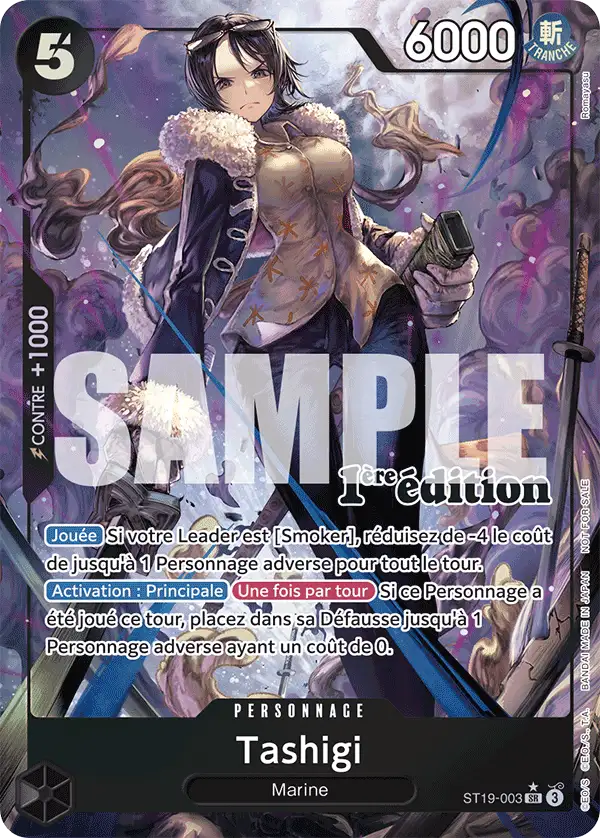 5
6000
斬
TRANCHE
Romayasu
CONTRE +1000
SAMPLE
1ère édition
Jouée Si votre Leader est [Smoker], réduisez de -4 le coût
de jusqu'à 1 Personnage adverse pour tout le tour.
Activation : Principale Une fois par tour Si ce Personnage a
été joué ce tour, placez dans sa Défausse jusqu'à 1
Personnage adverse ayant un coût de 0.
©E.O/S. ©E.O./S., T.A. BANDAI MADE IN JAPAN NOT FOR SALE
PERSONNAGE
Tashigi
Marine
ST19-003 SR 3